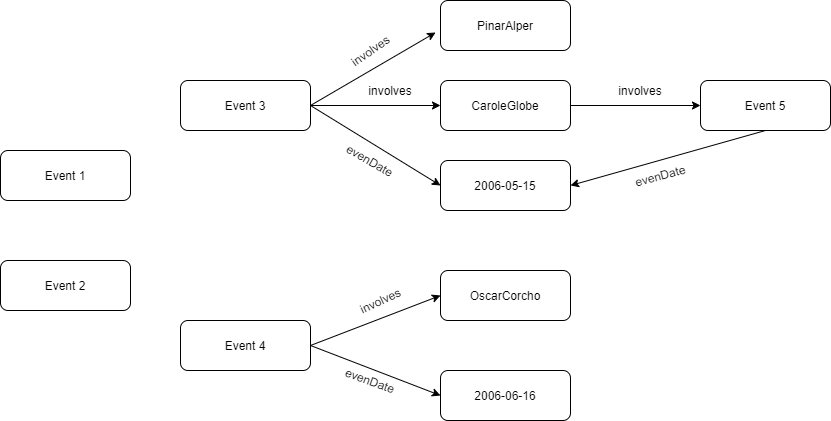 PinarAlper
involves
Event 3
involves
CaroleGlobe
involves
Event 5
evenDate
2006-05-15
evenDate
Event 1
Event 2
involves
OscarCorcho
Event 4
evenDate
2006-06-16